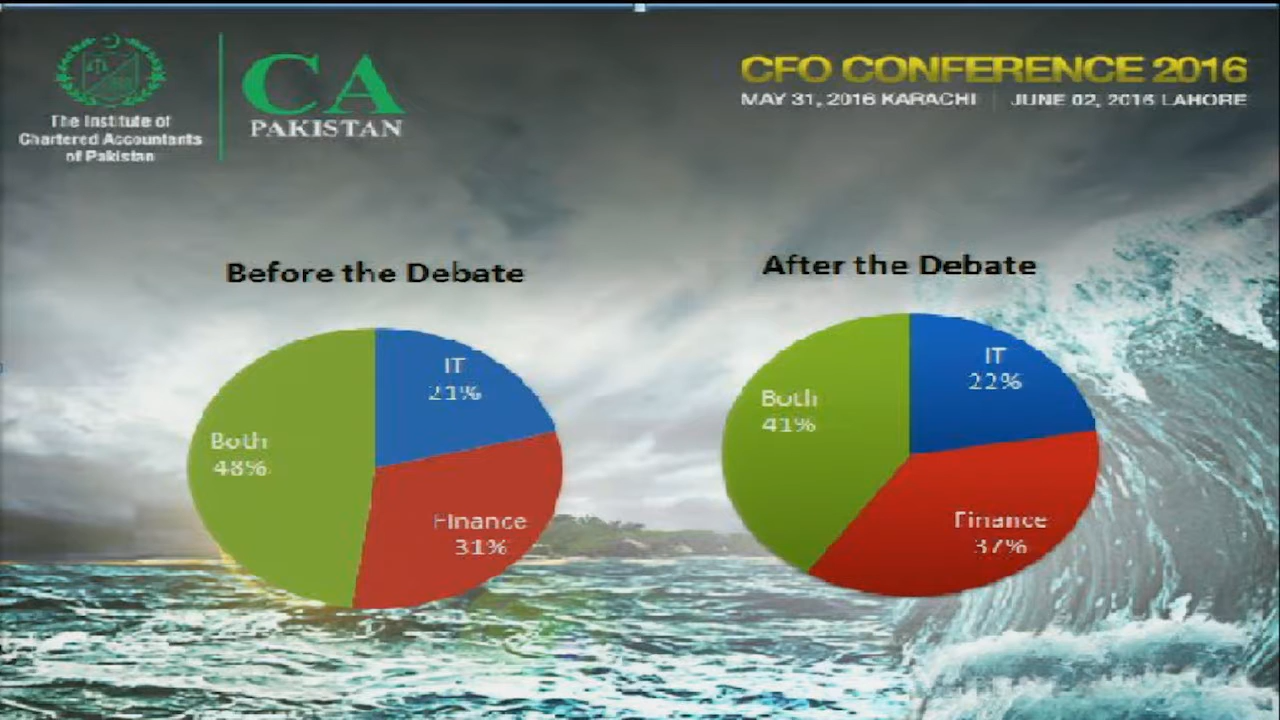 The Institute of
Chartered Accountants
of Pakistan
CA
PAKISTAN
CFO CONFERENCE 2016
MAY 31, 2016 KARACHI | JUNE 02, 2016 LAHORE
Before the Debate
IT
21%
Both
48%
Finance
31%
After the Debate
IT
22%
Both
41%
Finance
37%